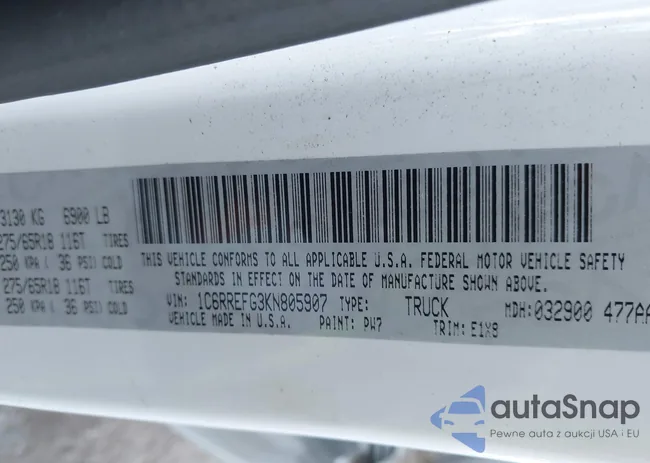 3130 KG 6900 LB
275/65R18 116T TIRES
250 KPA ( 36 PSI) COLD
275/65R18 116T TIRES
250 KPA ( 36 PSI) COLD
THIS VEHICLE CONFORMS TO ALL APPLICABLE U.S.A. FEDERAL MOTOR VEHICLE SAFETY
STANDARDS IN EFFECT ON THE DATE OF MANUFACTURE SHOWN ABOVE.
VIN: 1C6RREFG3KN805907 TYPE: TRUCK MDH: 032900 477AA
VEHICLE MADE IN U.S.A. PAINT: PW7 TRIM: E1X8
autaSnap
Pewne auta z aukcji USA i EU